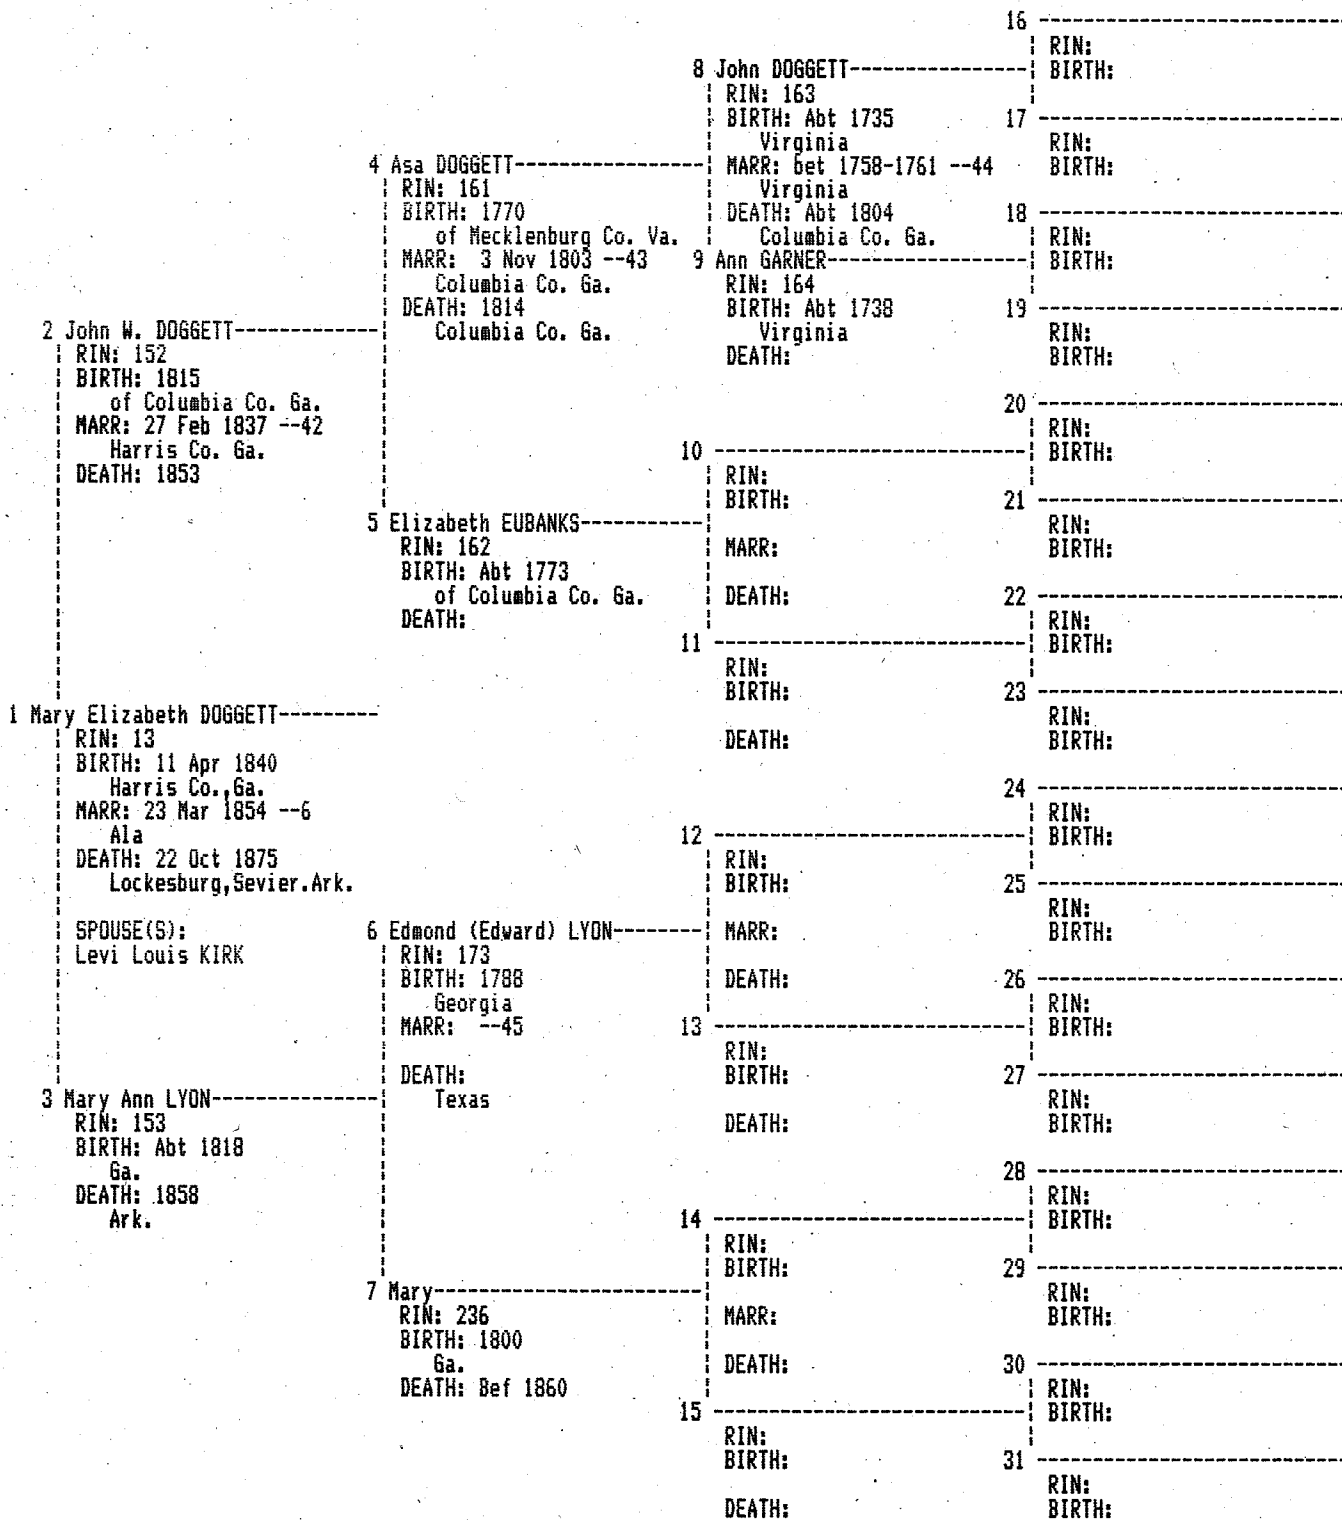 1 Mary Elizabeth DOGGETT
RIN: 13
BIRTH: 11 Apr 1840
Harris Co.,Ga.
MARR: 23 Mar 1854 --6
Ala
DEATH: 22 Oct 1875
Lockesburg,Sevier.Ark.
SPOUSE(S):
Levi Louis KIRK
2 John W. DOGGETT
RIN: 152
BIRTH: 1815
of Columbia Co. Ga.
MARR: 27 Feb 1837 --42
Harris Co. Ga.
DEATH: 1853
3 Mary Ann LYON
RIN: 153
BIRTH: Abt 1818
Ga.
DEATH: 1858
Ark.
4 Asa DOGGETT
RIN: 161
BIRTH: 1770
of Mecklenburg Co. Va.
MARR: 3 Nov 1803 --43
Columbia Co. Ga.
DEATH: 1814
Columbia Co. Ga.
5 Elizabeth EUBANKS
RIN: 162
BIRTH: Abt 1773
of Columbia Co. Ga.
DEATH:
6 Edmond (Edward) LYON
RIN: 173
BIRTH: 1788
Georgia
MARR: --45
DEATH:
Texas
7 Mary
RIN: 236
BIRTH: 1800
Ga.
DEATH: Bef 1860
8 John DOGGETT
RIN: 163
BIRTH: Abt 1735
Virginia
MARR: bet 1758-1761 --44
Virginia
DEATH: Abt 1804
Columbia Co. Ga.
9 Ann GARNER
RIN: 164
BIRTH: Abt 1738
Virginia
DEATH:
10
RIN:
BIRTH:
MARR:
DEATH:
11
RIN:
BIRTH:
DEATH:
12
RIN:
BIRTH:
MARR:
DEATH:
13
RIN:
BIRTH:
DEATH:
14
RIN:
BIRTH:
MARR:
DEATH:
15
RIN:
BIRTH:
DEATH:
16
RIN:
BIRTH:
17
RIN:
BIRTH:
18
RIN:
BIRTH:
19
RIN:
BIRTH:
20
RIN:
BIRTH:
21
RIN:
BIRTH:
22
RIN:
BIRTH:
23
RIN:
BIRTH:
24
RIN:
BIRTH:
25
RIN:
BIRTH:
26
RIN:
BIRTH:
27
RIN:
BIRTH:
28
RIN:
BIRTH:
29
RIN:
BIRTH:
30
RIN:
BIRTH:
31
RIN:
BIRTH: